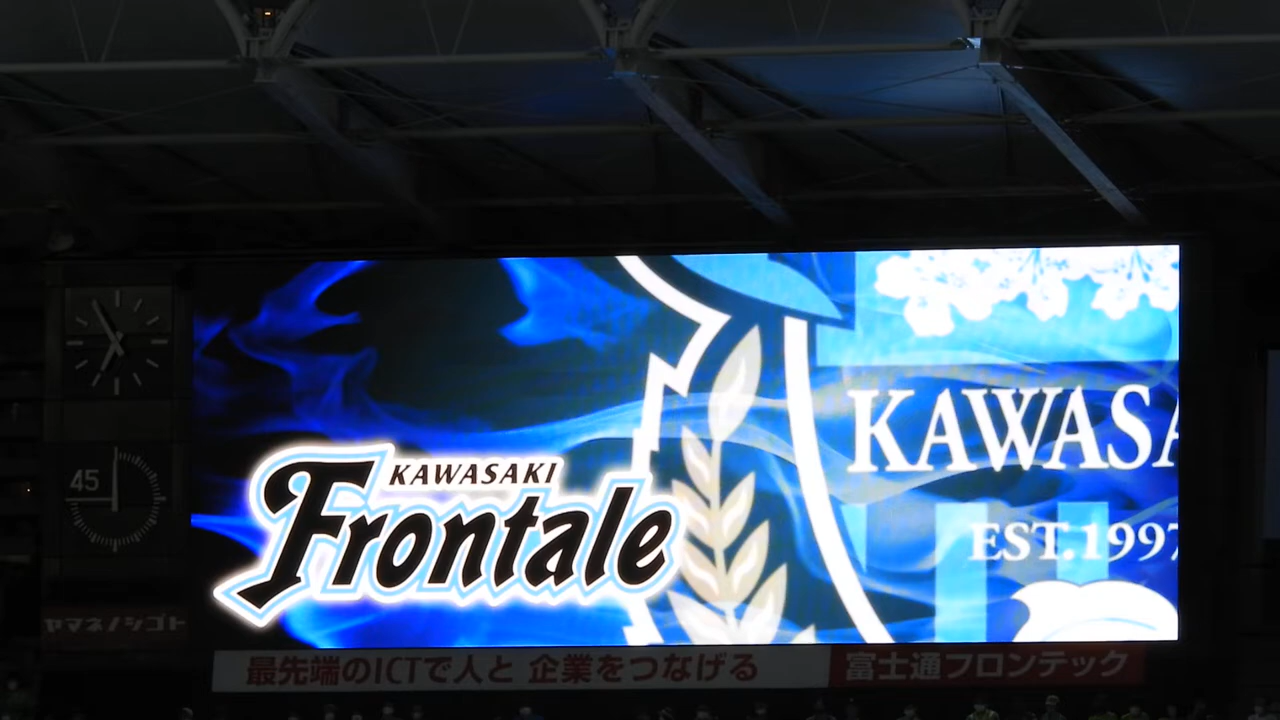 KAWASAKI
Frontale
KAWASA
EST.1997
45
ヤマネノシゴト
最先端のICTで人と 企業をつなげる
富士通フロンテック